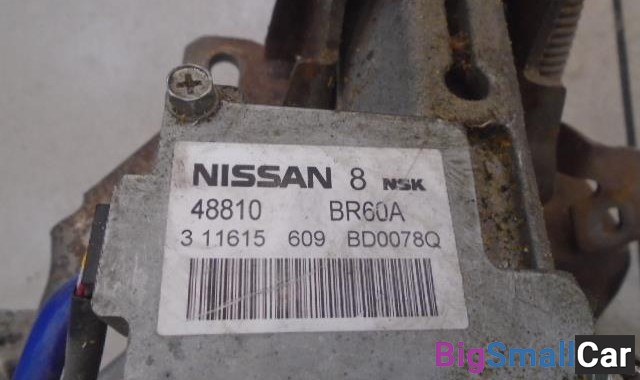 NISSAN 8 NSK
48810 BR60A
3 11615 609 BD0078Q
BigSmallCar